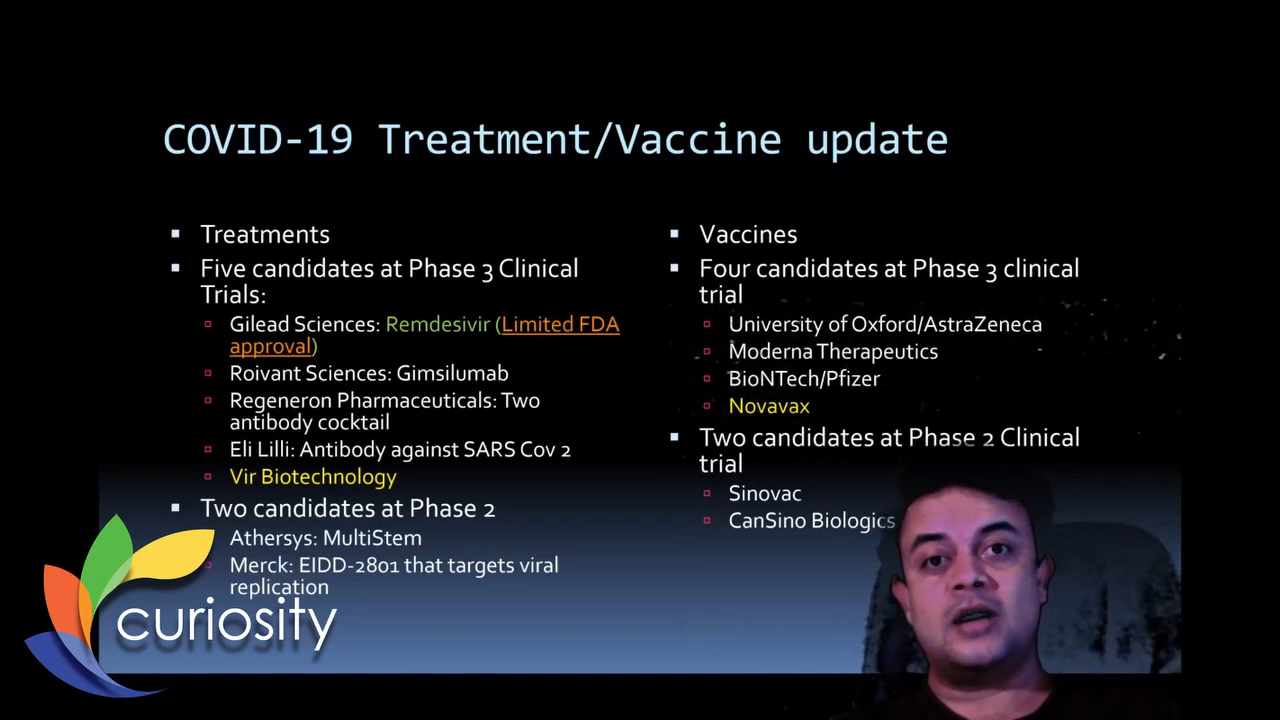 COVID-19 Treatment/Vaccine update
Treatments
Five candidates at Phase 3 Clinical
Trials:
Gilead Sciences: Remdesivir (Limited FDA
approval)
Roivant Sciences: Gimsilumab
Regeneron Pharmaceuticals: Two
antibody cocktail
Eli Lilli: Antibody against SARS Cov 2
Vir Biotechnology
Two candidates at Phase 2
Athersys: MultiStem
Merck: EIDD-2801 that targets viral
replication
Vaccines
Four candidates at Phase 3 clinical
trial
University of Oxford/AstraZeneca
Moderna Therapeutics
BioNTech/Pfizer
Novavax
Two candidates at Phase 2 Clinical
trial
Sinovac
CanSino Biologics
curiosity